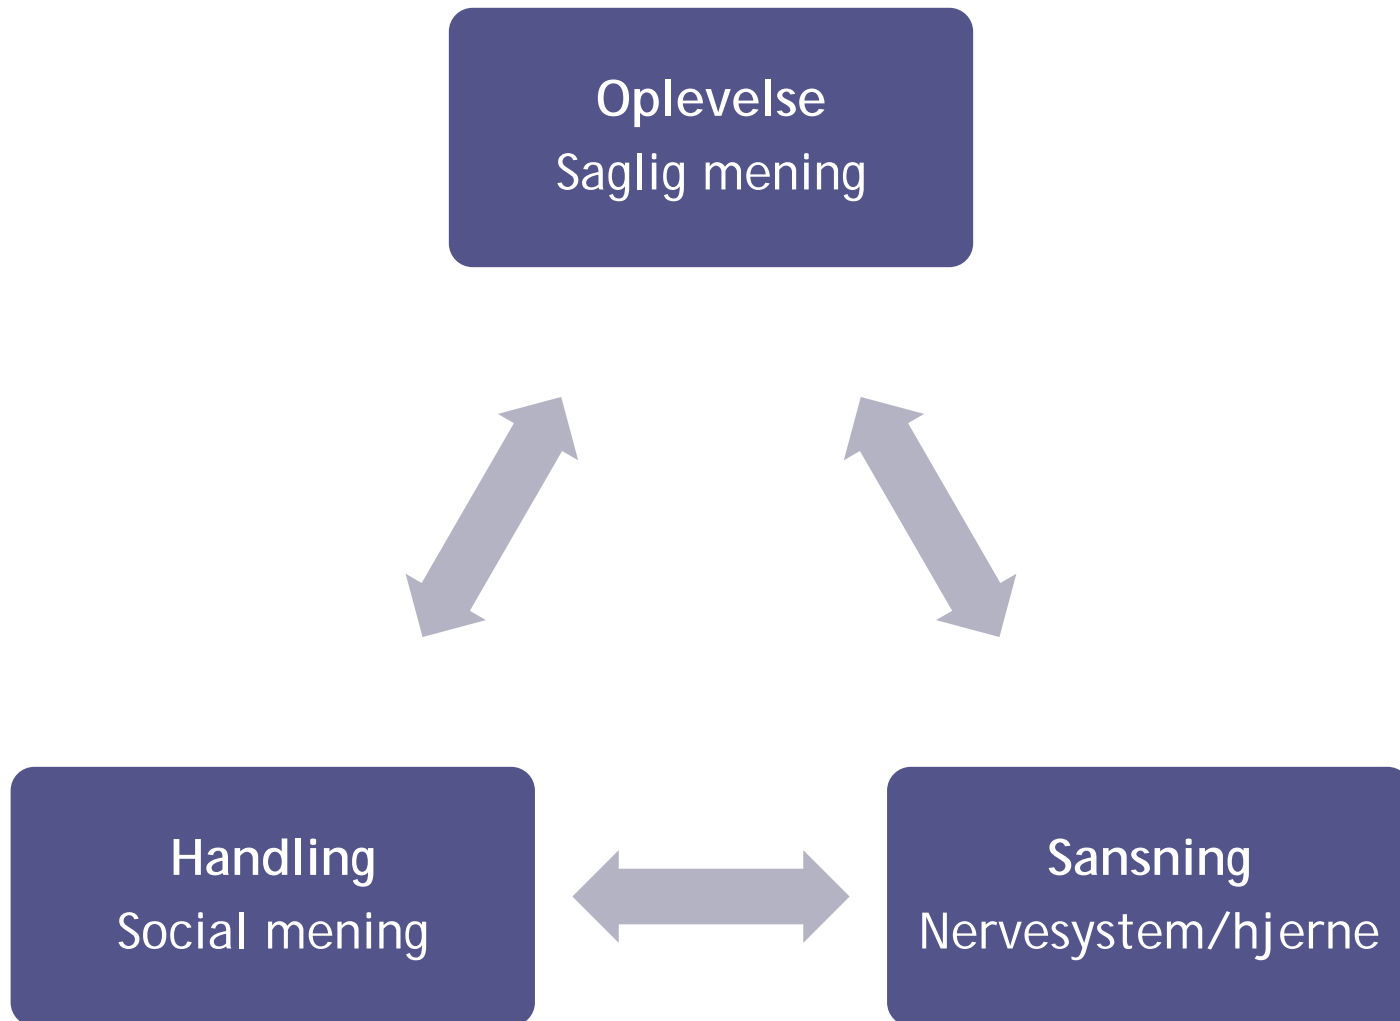 Oplevelse
Saglig mening
Handling
Social mening
Sansning
Nervesystem/hjerne